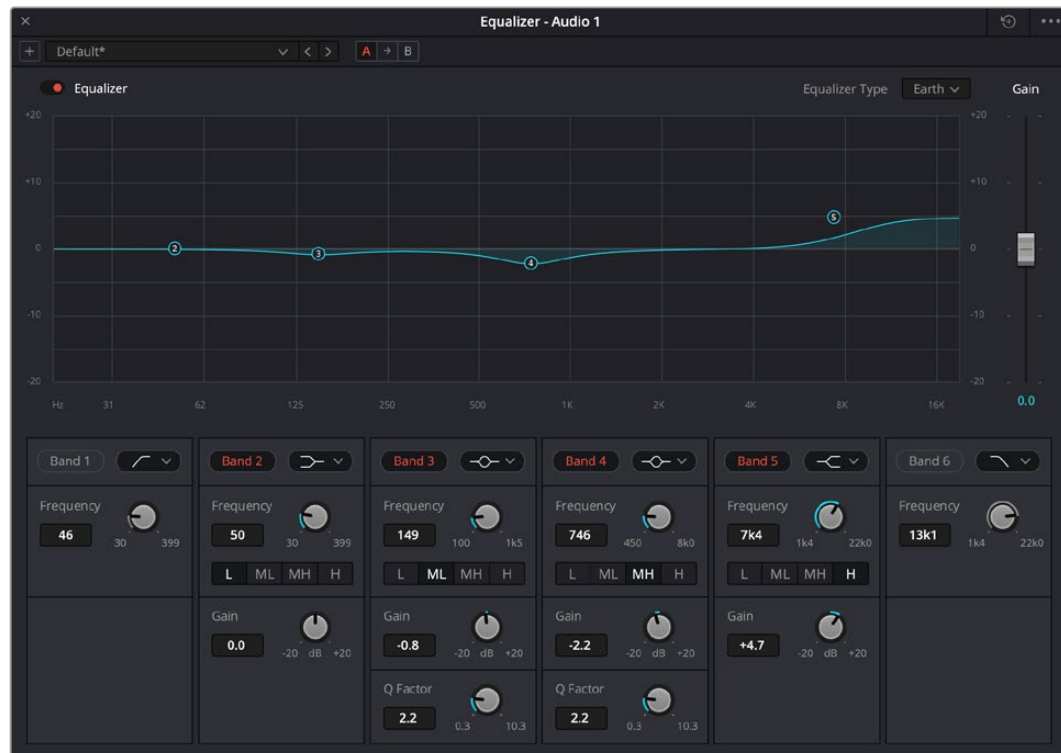 × Equalizer - Audio 1
+ Default* < > A → B
Equalizer Equalizer Type Earth Gain
+20 +20
+10 +10
0 0
-10 -10
-20 -20
2 3 4 5
Hz 31 62 125 250 500 1K 2K 4K 8K 16K 0.0
Band 1 Band 2 Band 3 Band 4 Band 5 Band 6
Frequency Frequency Frequency Frequency Frequency Frequency
46 50 149 746 7k4 13k1
30 399 30 399 100 1k5 450 8k0 1k4 22k0 1k4 22k0
L ML MH H L ML MH H L ML MH H L ML MH H
Gain Gain Gain Gain
0.0 -0.8 -2.2 +4.7
-20 dB +20 -20 dB +20 -20 dB +20 -20 dB +20
Q Factor Q Factor
2.2 2.2
0.3 10.3 0.3 10.3